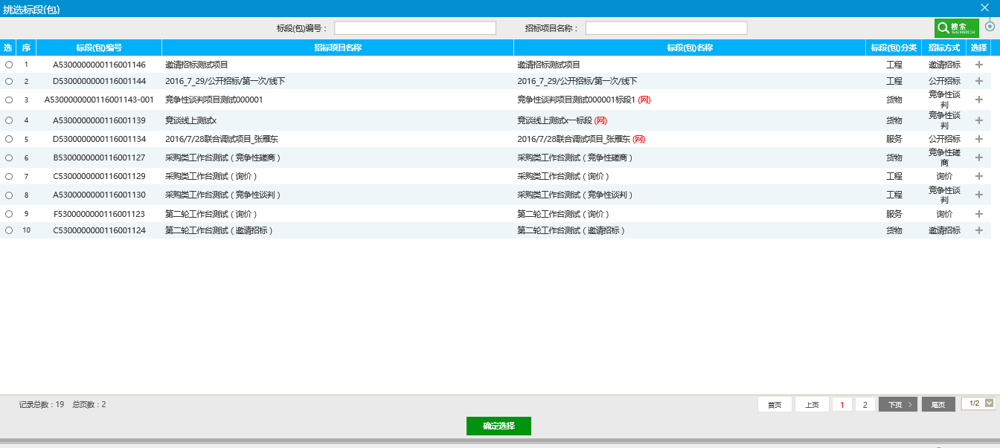 挑选标段(包)
标段(包)编号： 招标项目名称： 搜索 SEARCH
选 序 标段(包)编号 招标项目名称 标段(包)名称 标段(包)分类 招标方式 选择
1 A5300000000116001146 邀请招标测试项目 邀请招标测试项目 工程 邀请招标
2 D5300000000116001144 2016_7_29/公开招标/第一次/线下 2016_7_29/公开招标/第一次/线下 工程 公开招标
3 A5300000000116001143-001 竞争性谈判项目测试000001 竞争性谈判项目测试000001标段1 (网) 货物 竞争性谈
判
4 A5300000000116001139 竞谈线上测试x 竞谈线上测试x一标段 (网) 货物 竞争性谈
判
5 D5300000000116001134 2016/7/28联合调试项目_张雁东 2016/7/28联合调试项目_张雁东 (网) 服务 公开招标
6 B5300000000116001127 采购类工作台测试（竞争性磋商） 采购类工作台测试（竞争性磋商） 货物 竞争性磋
商
7 C5300000000116001129 采购类工作台测试（询价） 采购类工作台测试（询价） 工程 询价
8 A5300000000116001130 采购类工作台测试（竞争性谈判） 采购类工作台测试（竞争性谈判） 工程 竞争性谈
判
9 F5300000000116001123 第二轮工作台测试（询价） 第二轮工作台测试（询价） 服务 询价
10 C5300000000116001124 第二轮工作台测试（邀请招标） 第二轮工作台测试（邀请招标） 货物 邀请招标
记录总数：19 总页数：2 首页 上页 1 2 下页 尾页 1/2
确定选择